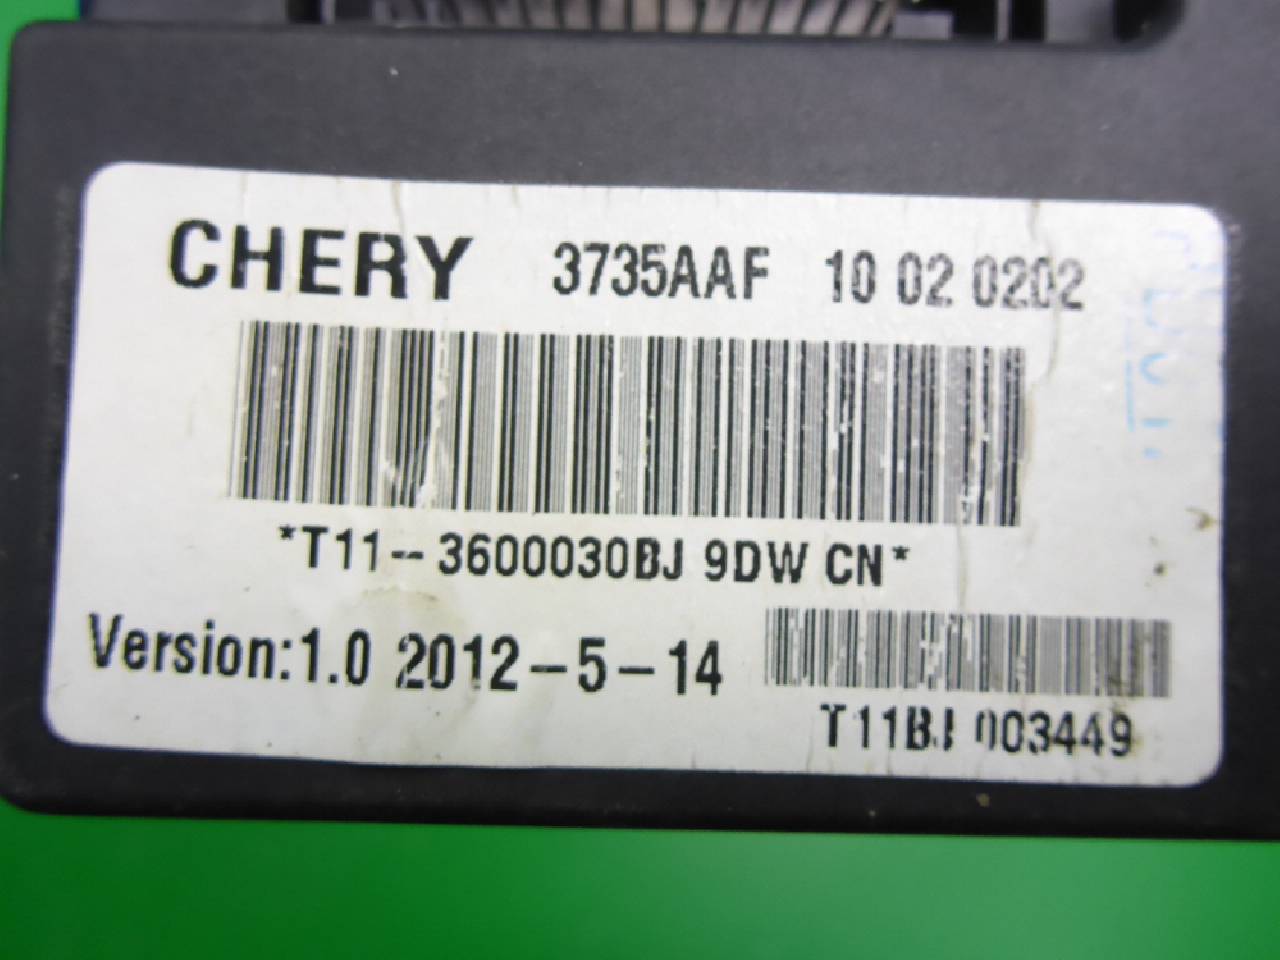 CHERY 3735AAF 10 02 0202
*T11--3600030BJ 9DW CN*
Version:1.0 2012-5-14
T11BJ 003449